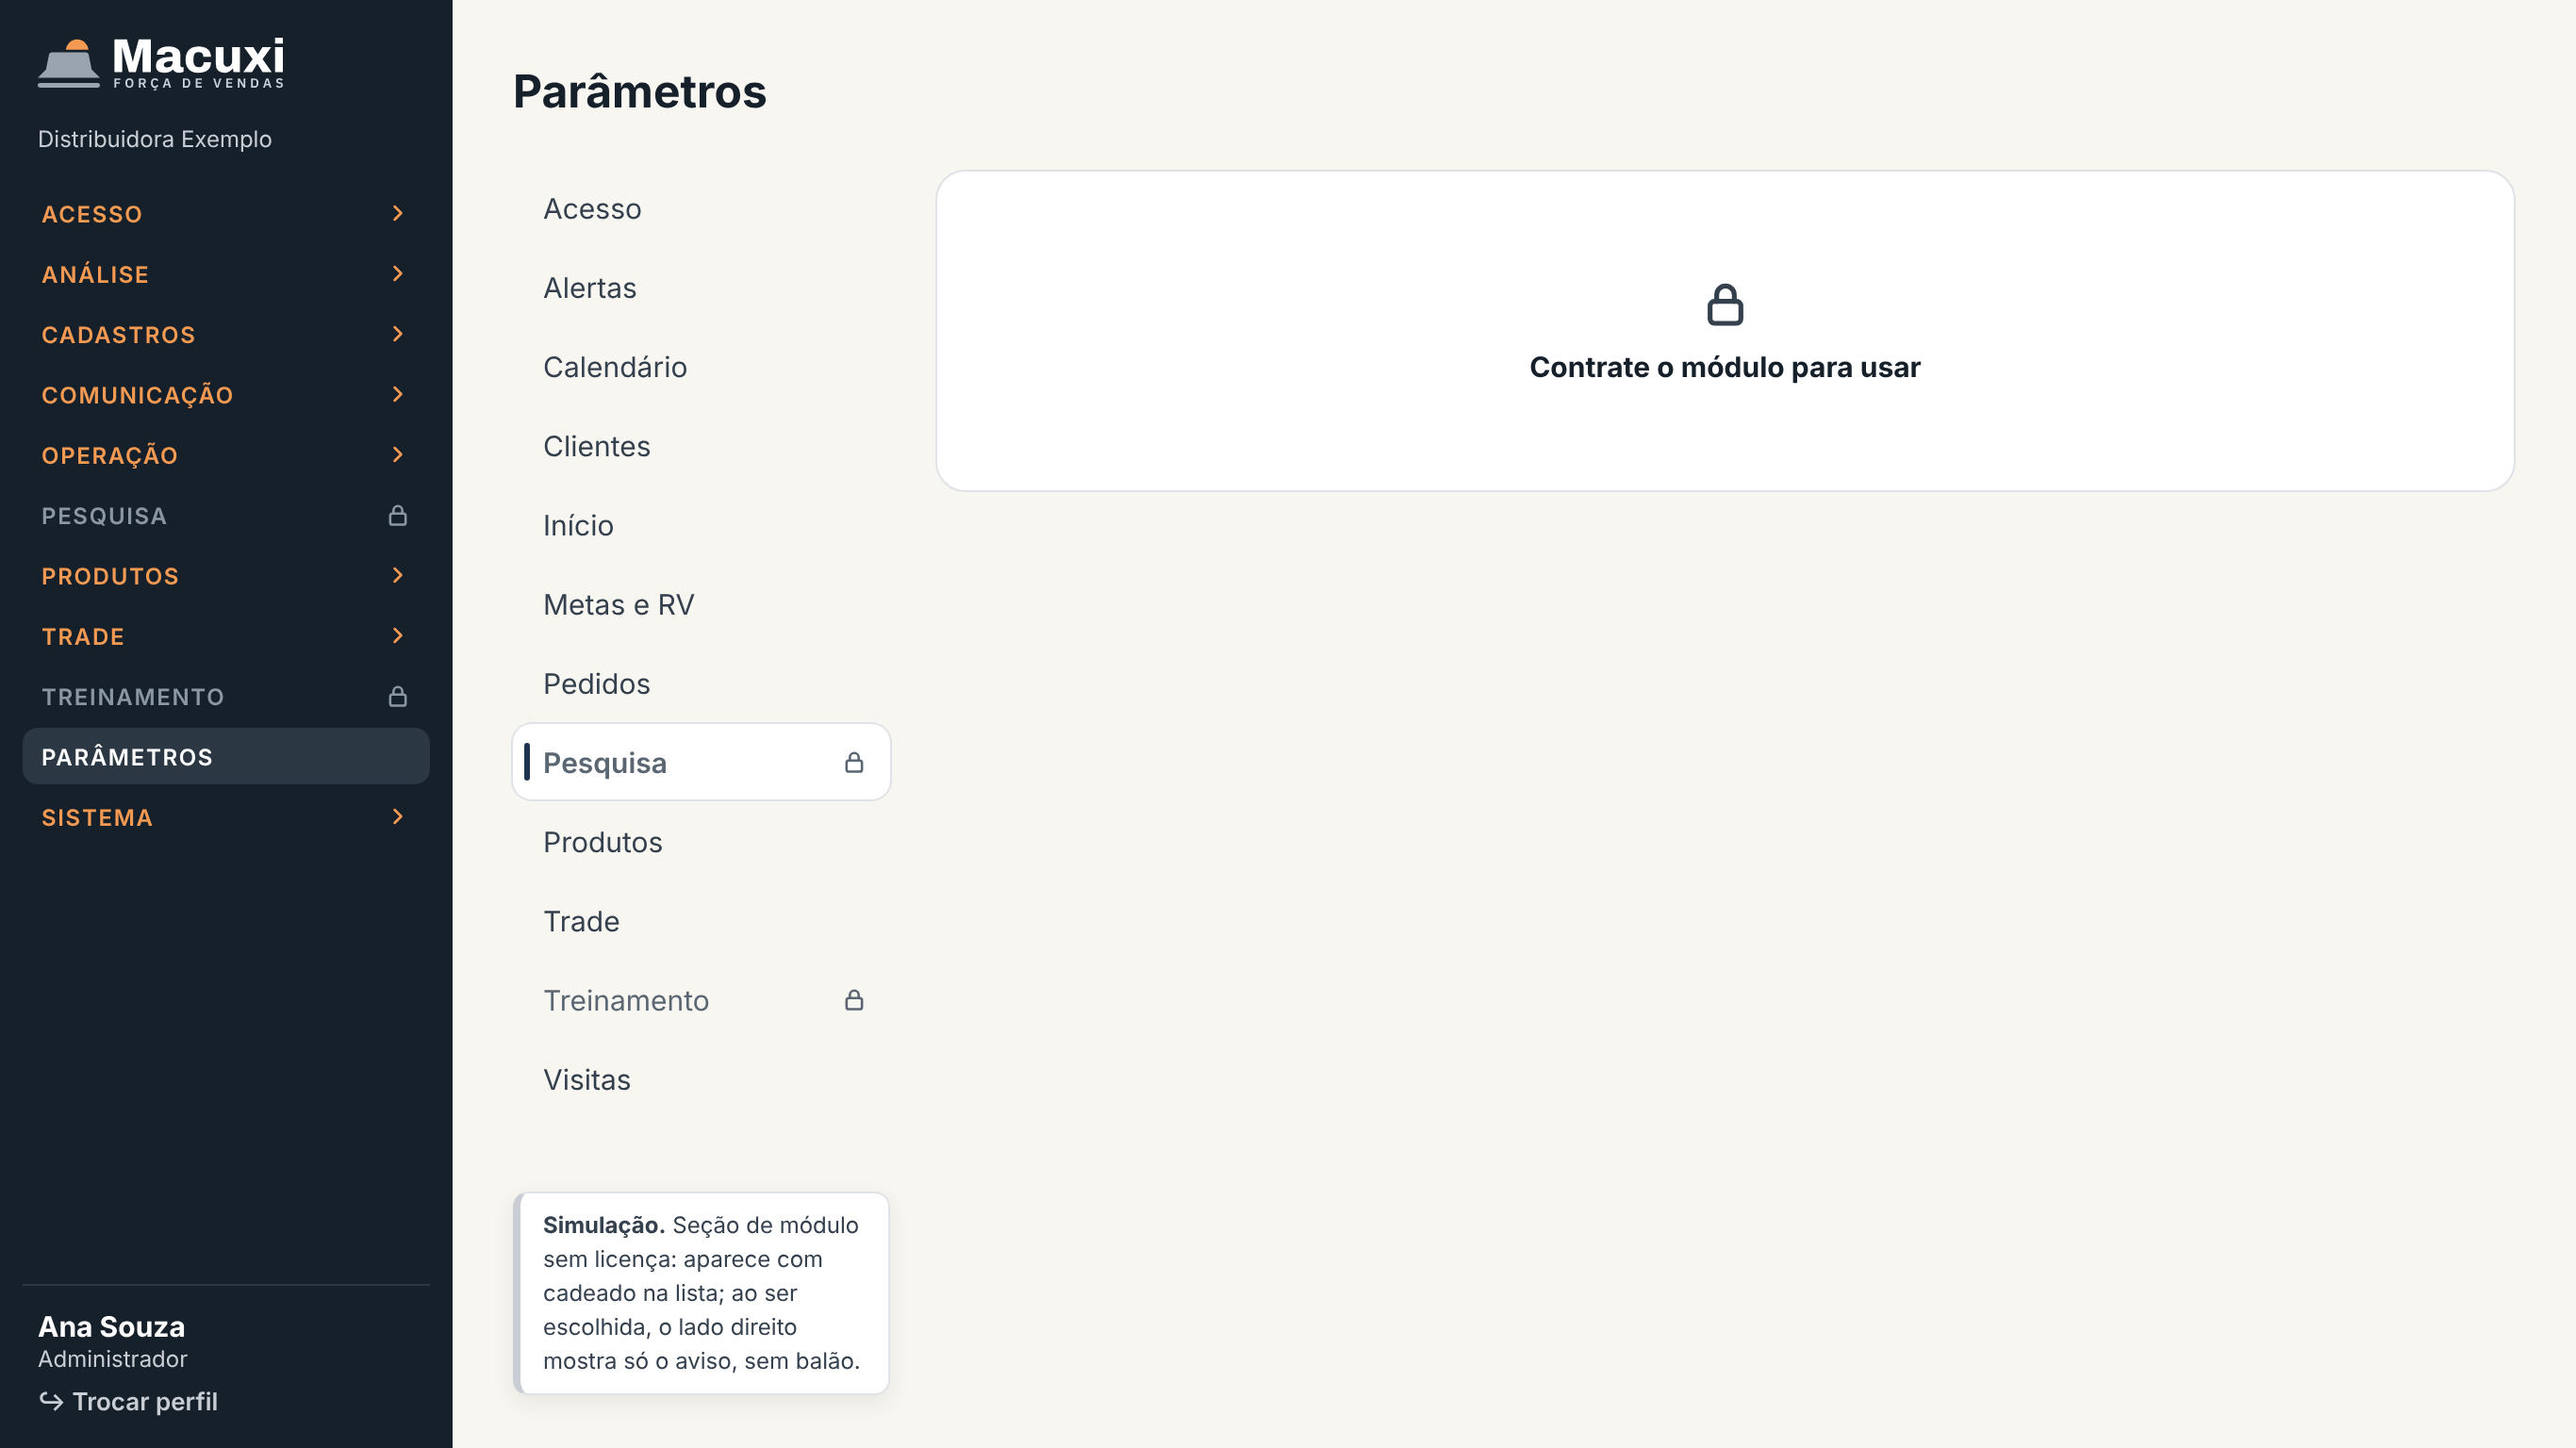 Macuxi
FORÇA DE VENDAS
Distribuidora Exemplo
ACESSO
ANÁLISE
CADASTROS
COMUNICAÇÃO
OPERAÇÃO
PESQUISA
PRODUTOS
TRADE
TREINAMENTO
PARÂMETROS
SISTEMA
Ana Souza
Administrador
Trocar perfil
Parâmetros
Acesso
Alertas
Calendário
Clientes
Início
Metas e RV
Pedidos
Pesquisa
Produtos
Trade
Treinamento
Visitas
Simulação. Seção de módulo
sem licença: aparece com
cadeado na lista; ao ser
escolhida, o lado direito
mostra só o aviso, sem balão.
Contrate o módulo para usar